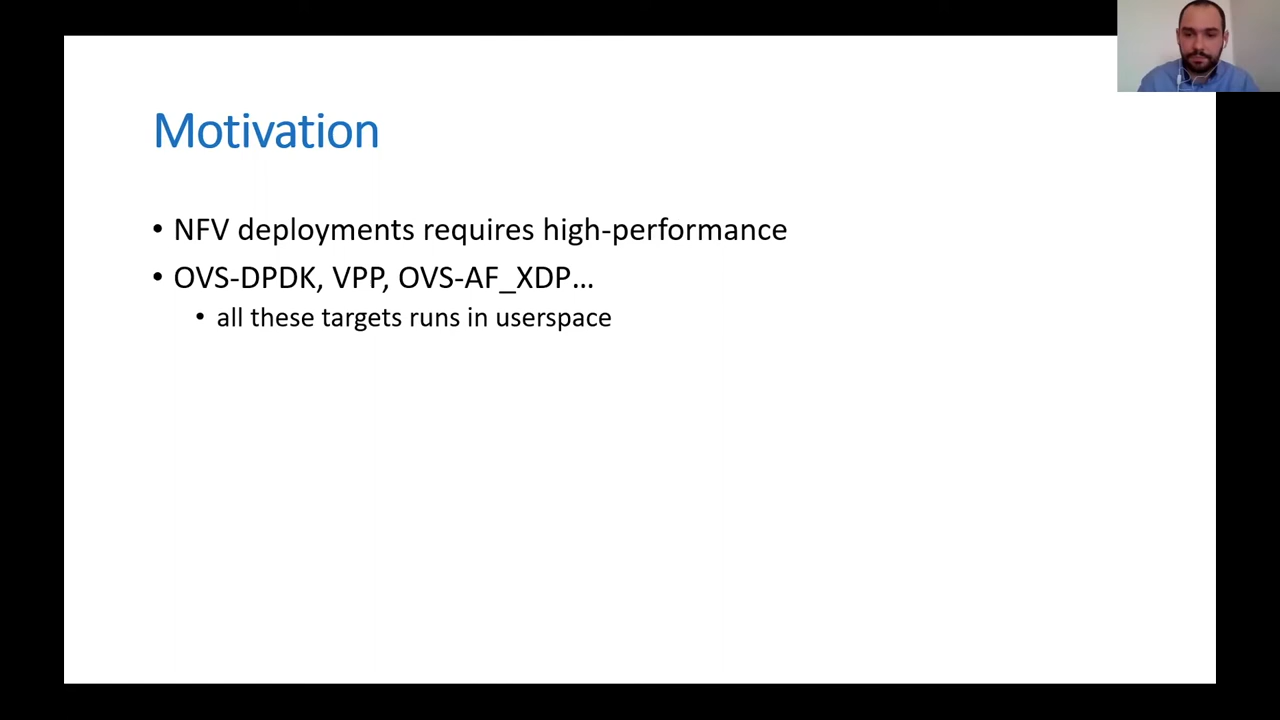 Motivation
• NFV deployments requires high-performance
• OVS-DPDK, VPP, OVS-AF_XDP...
• all these targets runs in userspace